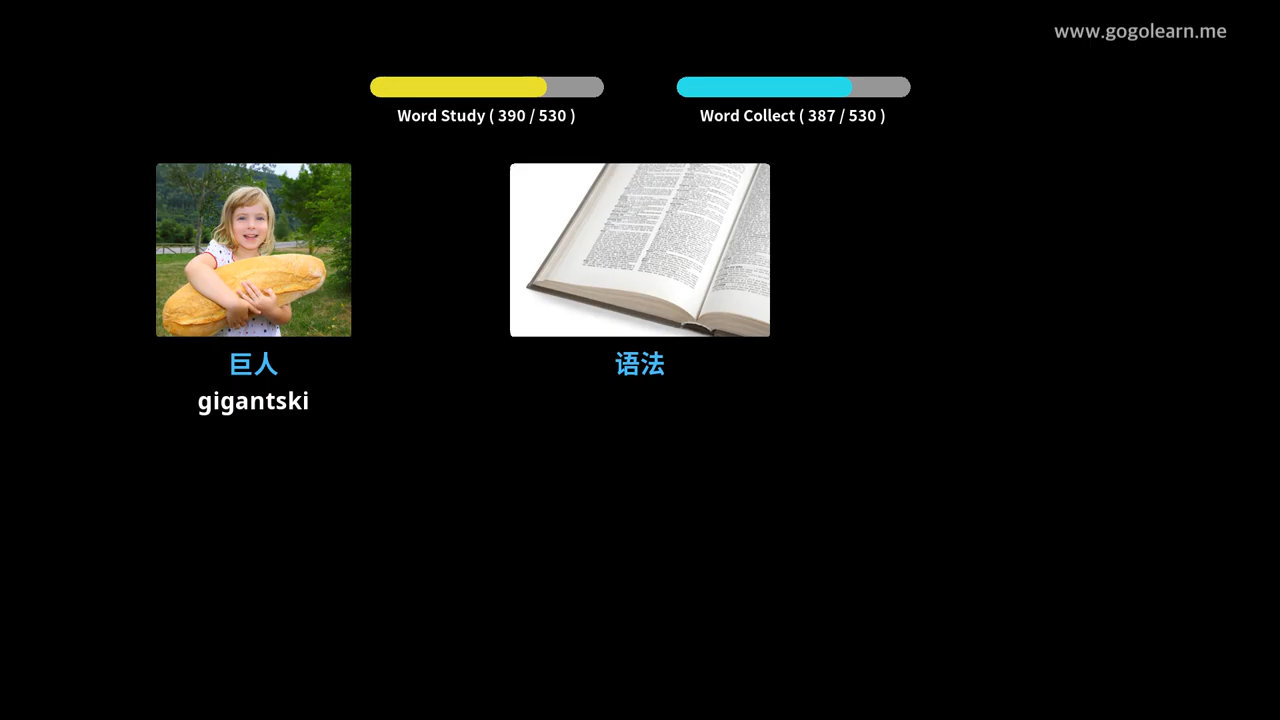 www.gogolearn.me
Word Study ( 390 / 530 )
Word Collect ( 387 / 530 )
巨人
gigantski
语法